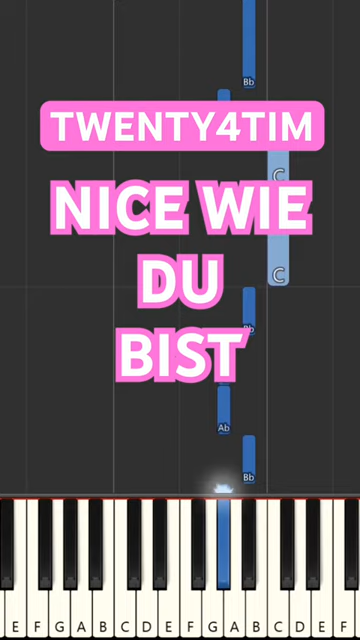 Bb
TWENTY4TIM
C
NICE WIE
DU
C
Bb
BIST
Ab
Bb
E F G A B C D E F G A B C D E F